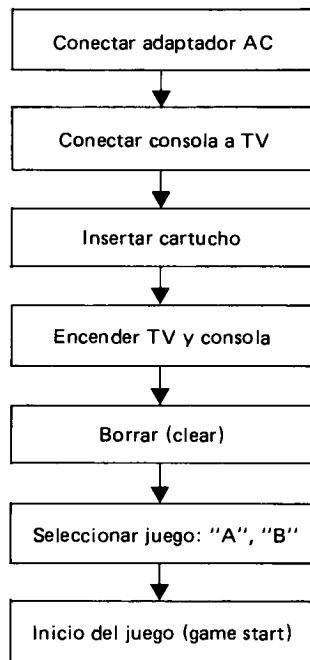 Conectar adaptador AC
Conectar consola a TV
Insertar cartucho
Encender TV y consola
Borrar (clear)
Seleccionar juego: "A", "B"
Inicio del juego (game start)